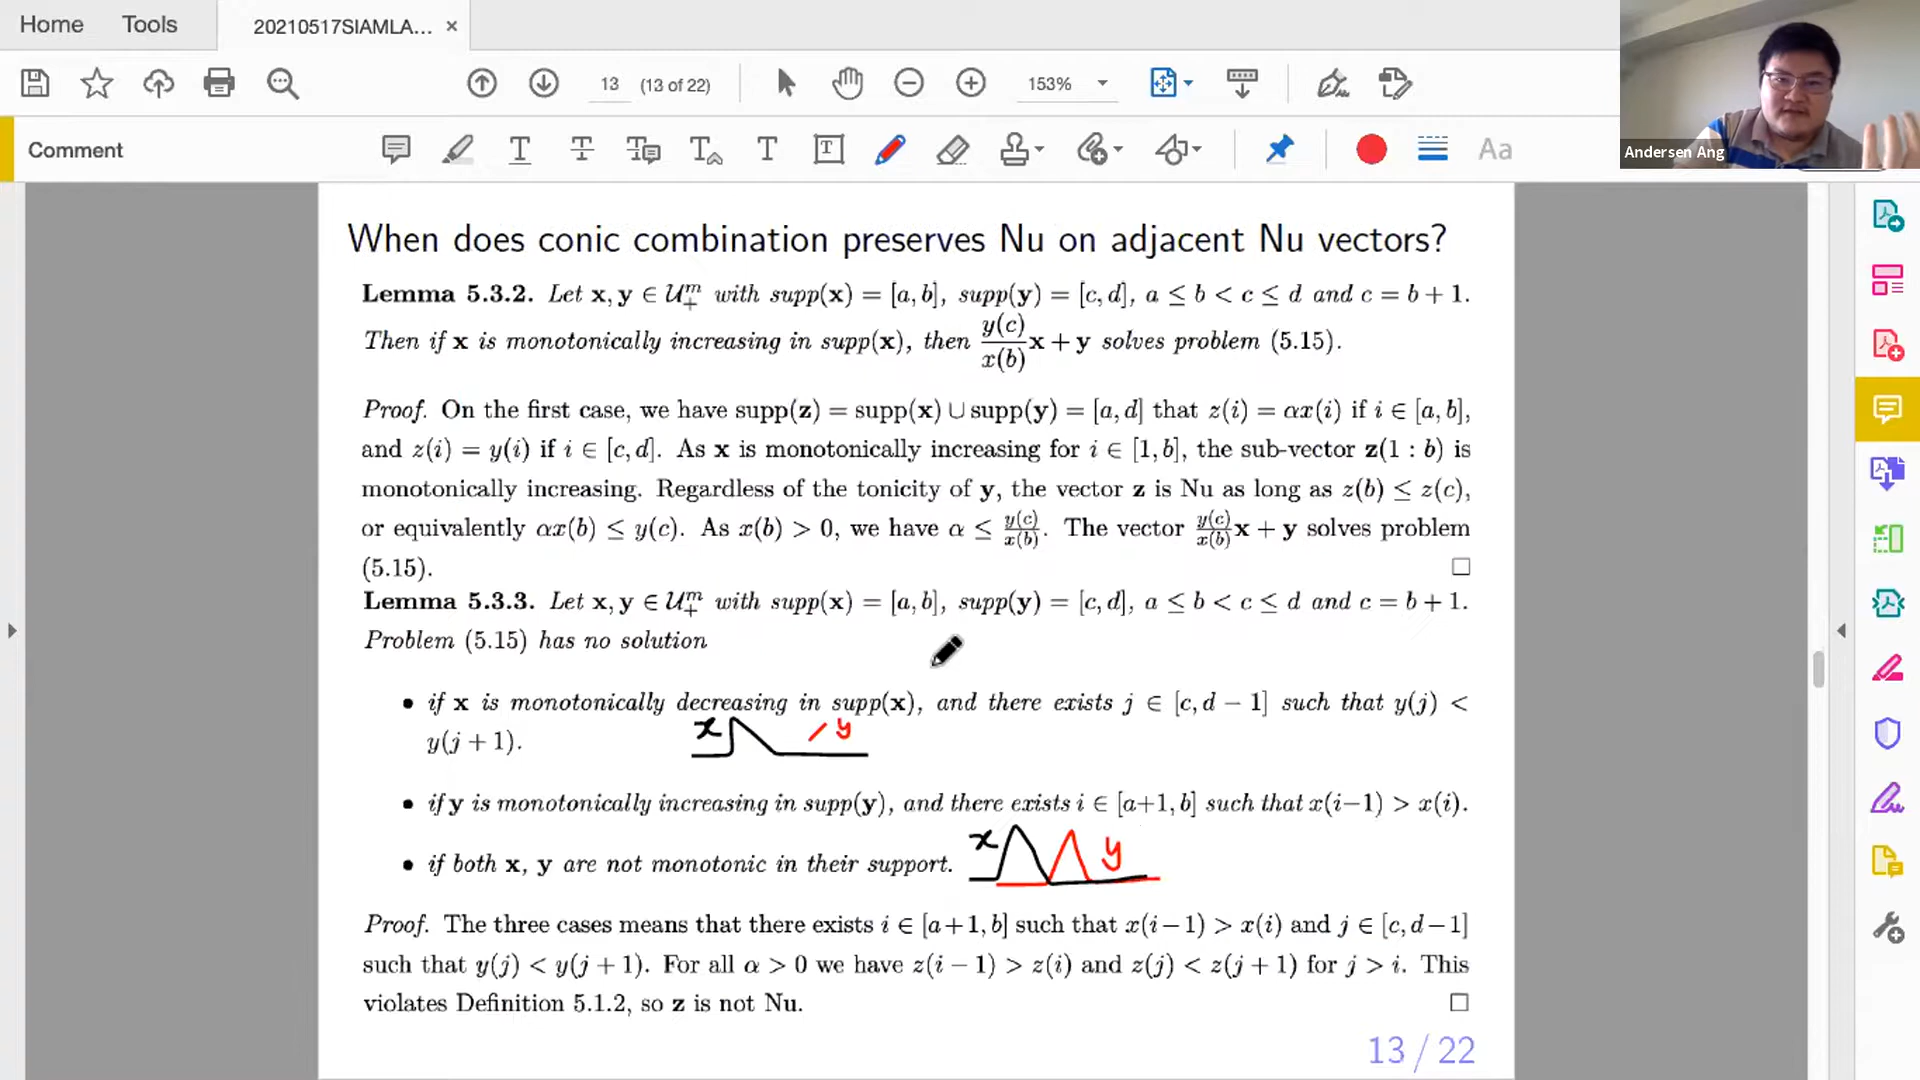 Home Tools 20210517SIAMLA... ×
13 (13 of 22) 153%
Comment T T T T T Aa
Andersen Ang
When does conic combination preserves Nu on adjacent Nu vectors?
Lemma 5.3.2. Let x, y ∈ 𝒰₊ᵐ with supp(x) = [a, b], supp(y) = [c, d], a ≤ b < c ≤ d and c = b + 1.
Then if x is monotonically increasing in supp(x), then y(c)/x(b) x + y solves problem (5.15).
Proof. On the first case, we have supp(z) = supp(x) ∪ supp(y) = [a, d] that z(i) = αx(i) if i ∈ [a, b],
and z(i) = y(i) if i ∈ [c, d]. As x is monotonically increasing for i ∈ [1, b], the sub-vector z(1 : b) is
monotonically increasing. Regardless of the tonicity of y, the vector z is Nu as long as z(b) ≤ z(c),
or equivalently αx(b) ≤ y(c). As x(b) > 0, we have α ≤ y(c)/x(b). The vector y(c)/x(b) x + y solves problem
(5.15). □
Lemma 5.3.3. Let x, y ∈ 𝒰₊ᵐ with supp(x) = [a, b], supp(y) = [c, d], a ≤ b < c ≤ d and c = b + 1.
Problem (5.15) has no solution
• if x is monotonically decreasing in supp(x), and there exists j ∈ [c, d − 1] such that y(j) <
y(j + 1).
x y
• if y is monotonically increasing in supp(y), and there exists i ∈ [a+1, b] such that x(i−1) > x(i).
• if both x, y are not monotonic in their support.
x y
Proof. The three cases means that there exists i ∈ [a+1, b] such that x(i−1) > x(i) and j ∈ [c, d−1]
such that y(j) < y(j + 1). For all α > 0 we have z(i − 1) > z(i) and z(j) < z(j + 1) for j > i. This
violates Definition 5.1.2, so z is not Nu. □
13 / 22